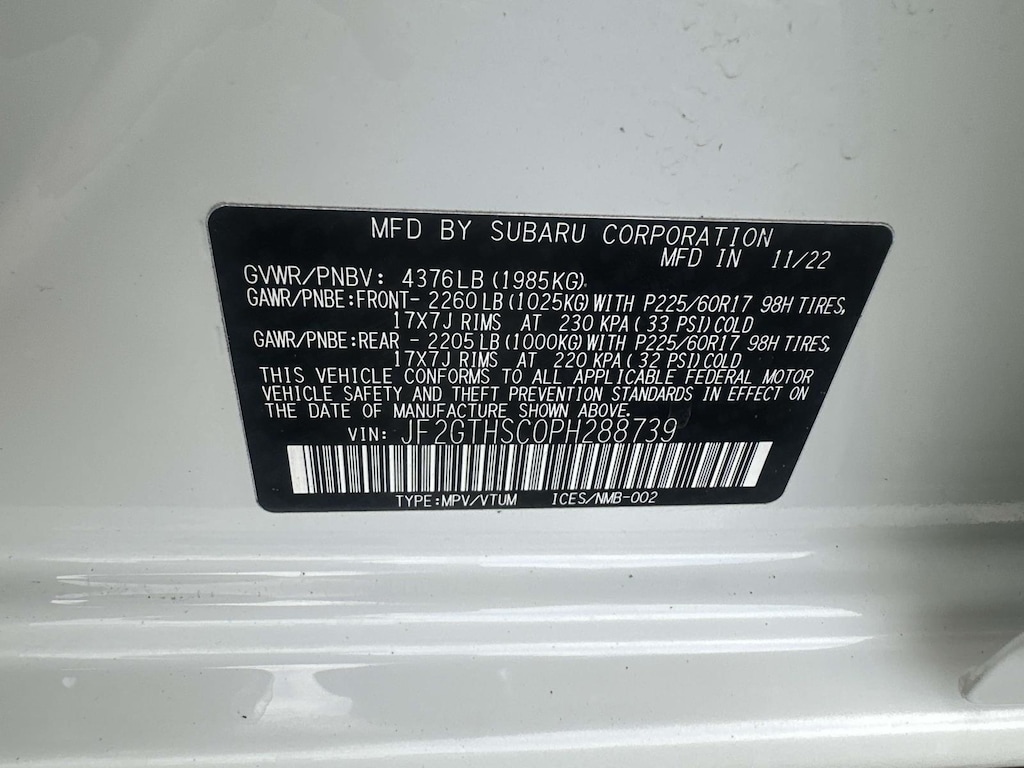 MFD BY SUBARU CORPORATION
MFD IN 11/22
GVWR/PNBV: 4376LB(1985KG)
GAWR/PNBE:FRONT- 2260LB(1025KG)WITH P225/60R17 98H TIRES,
17X7J RIMS AT 230 KPA(33 PSI)COLD
GAWR/PNBE:REAR - 2205LB(1000KG)WITH P225/60R17 98H TIRES,
17X7J RIMS AT 220 KPA(32 PSI)COLD
THIS VEHICLE CONFORMS TO ALL APPLICABLE FEDERAL MOTOR
VEHICLE SAFETY AND THEFT PREVENTION STANDARDS IN EFFECT ON
THE DATE OF MANUFACTURE SHOWN ABOVE.
VIN: JF2GTHSC0PH288739
TYPE:MPV/VTUM ICES/NMB-002